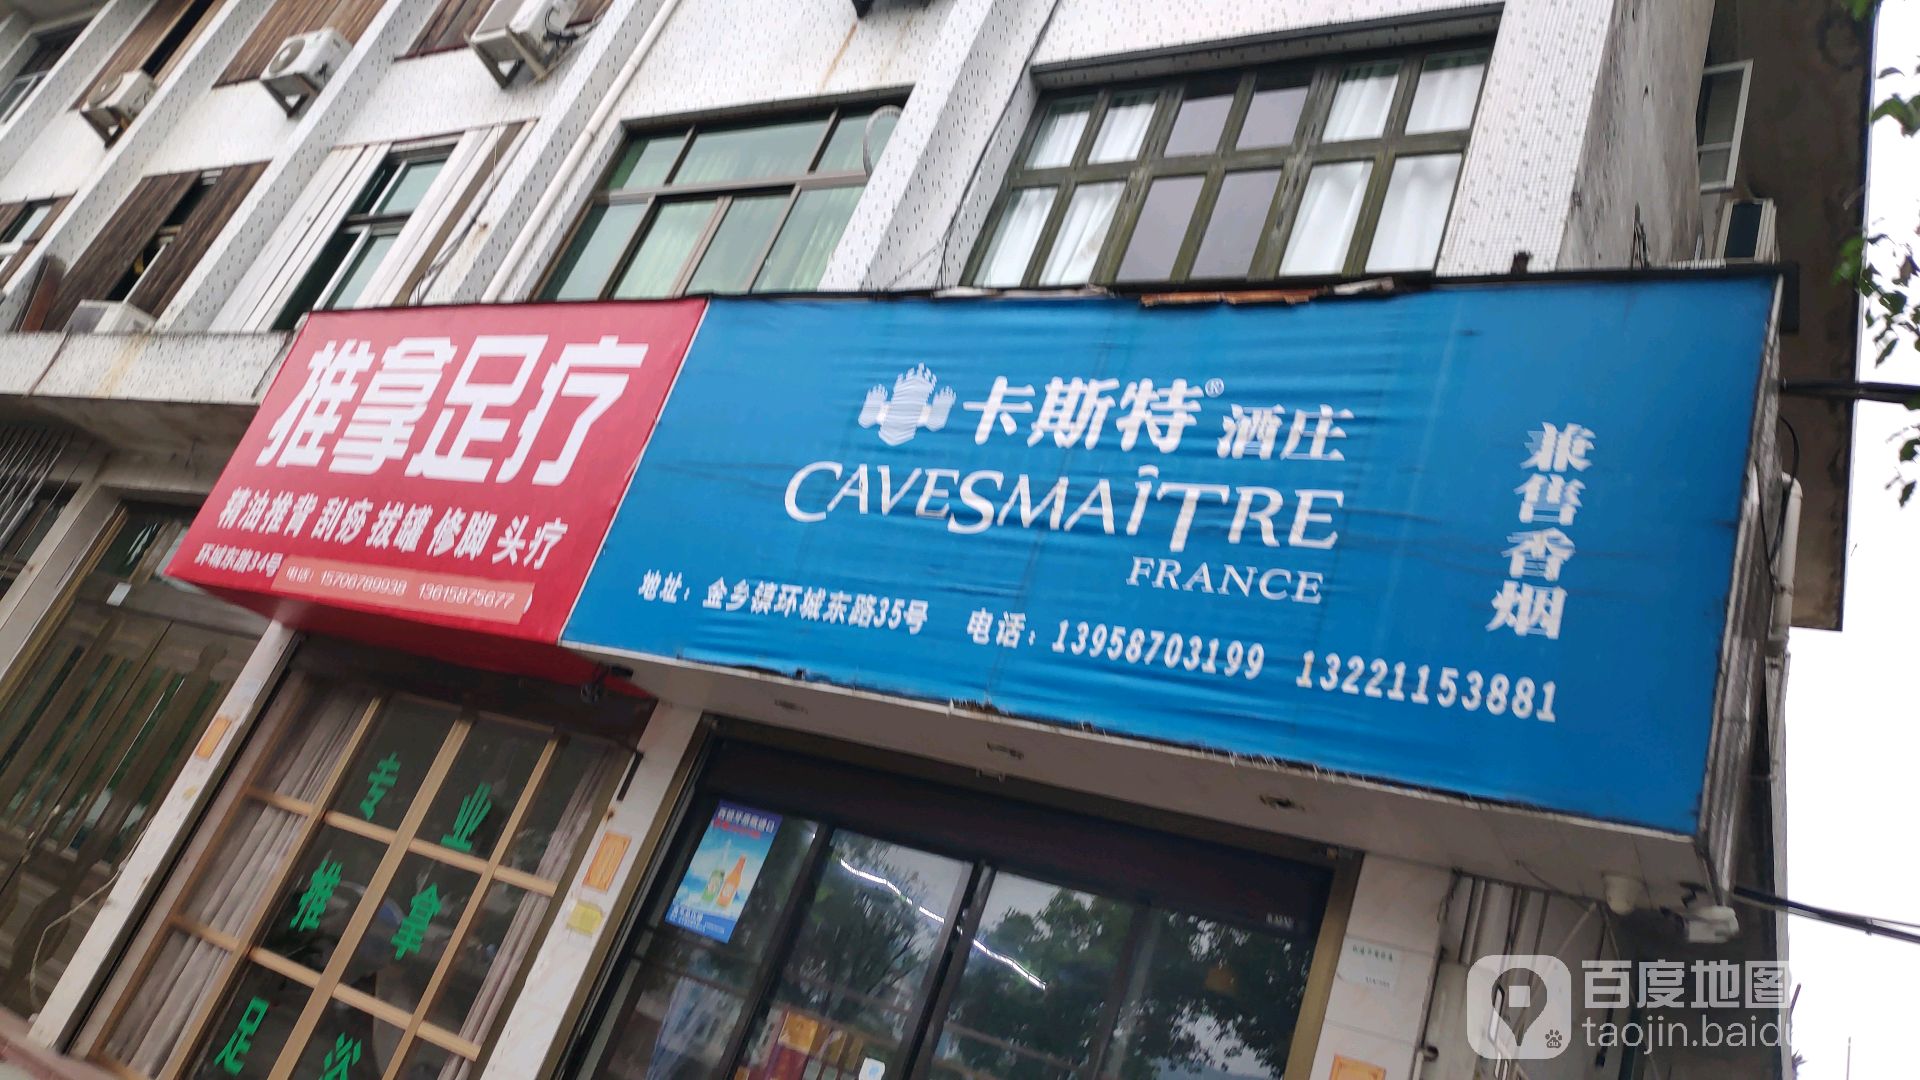 推拿足疗
精油推背 刮痧 拔罐 修脚 头疗
环城东路34号
电话：15706789938 13615875677
卡斯特® 酒庄
CAVESMAÎTRE
FRANCE
兼售香烟
地址：金乡镇环城东路35号 电话：13958703199 13221153881
专业
推拿
足浴
百度地图
taojin.baidu